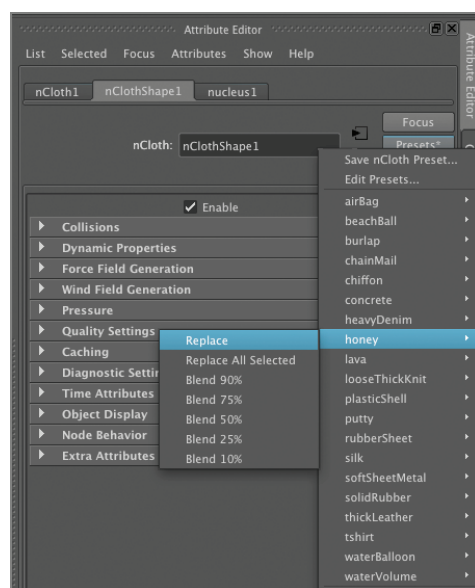 Attribute Editor
List Selected Focus Attributes Show Help
nCloth1 nClothShape1 nucleus1
Focus
Presets*
nCloth: nClothShape1
Enable
Collisions
Dynamic Properties
Force Field Generation
Wind Field Generation
Pressure
Quality Settings
Caching
Diagnostic Settin
Time Attributes
Object Display
Node Behavior
Extra Attributes
Replace
Replace All Selected
Blend 90%
Blend 75%
Blend 50%
Blend 25%
Blend 10%
Save nCloth Preset...
Edit Presets...
airBag
beachBall
burlap
chainMail
chiffon
concrete
heavyDenim
honey
lava
looseThickKnit
plasticShell
putty
rubberSheet
silk
softSheetMetal
solidRubber
thickLeather
tshirt
waterBalloon
waterVolume
Attribute Editor